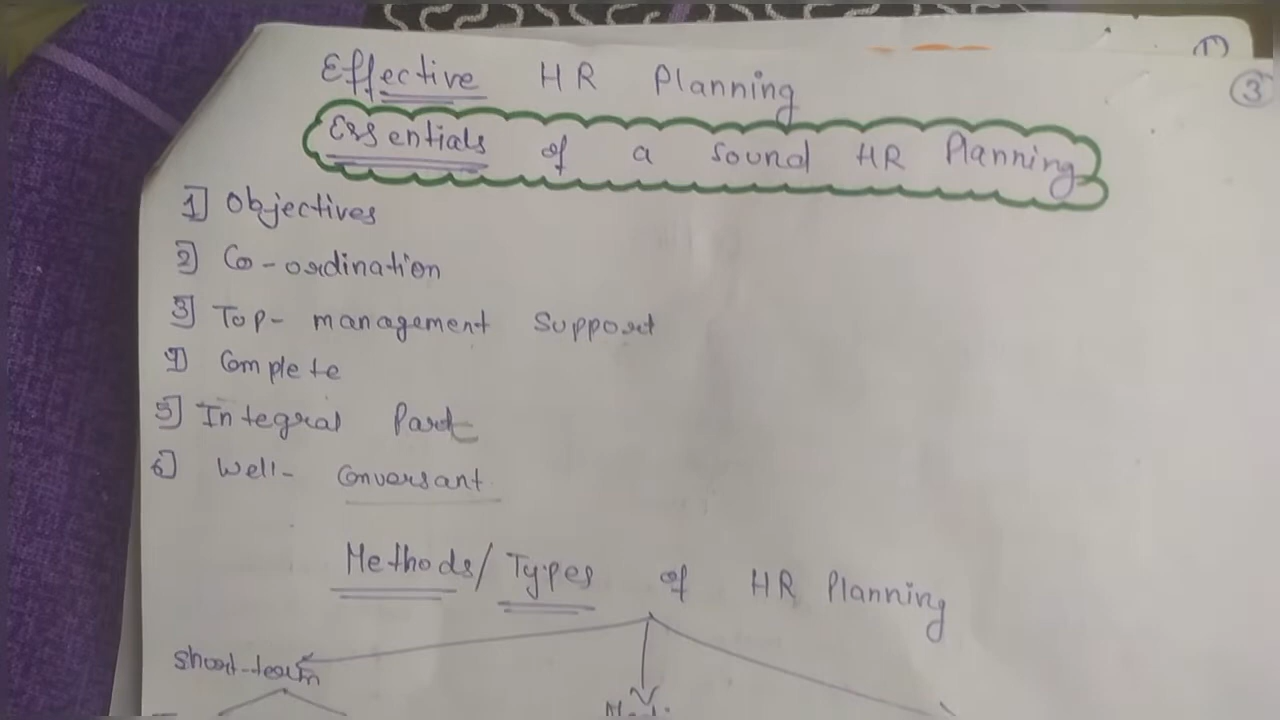 Effective HR Planning
③
Essentials of a sound HR Planning
1] Objectives
2] Co-ordination
3] Top-management Support
4] Complete
5] Integral Part
6] Well-Conversant
Methods/Types of HR Planning
Short-term